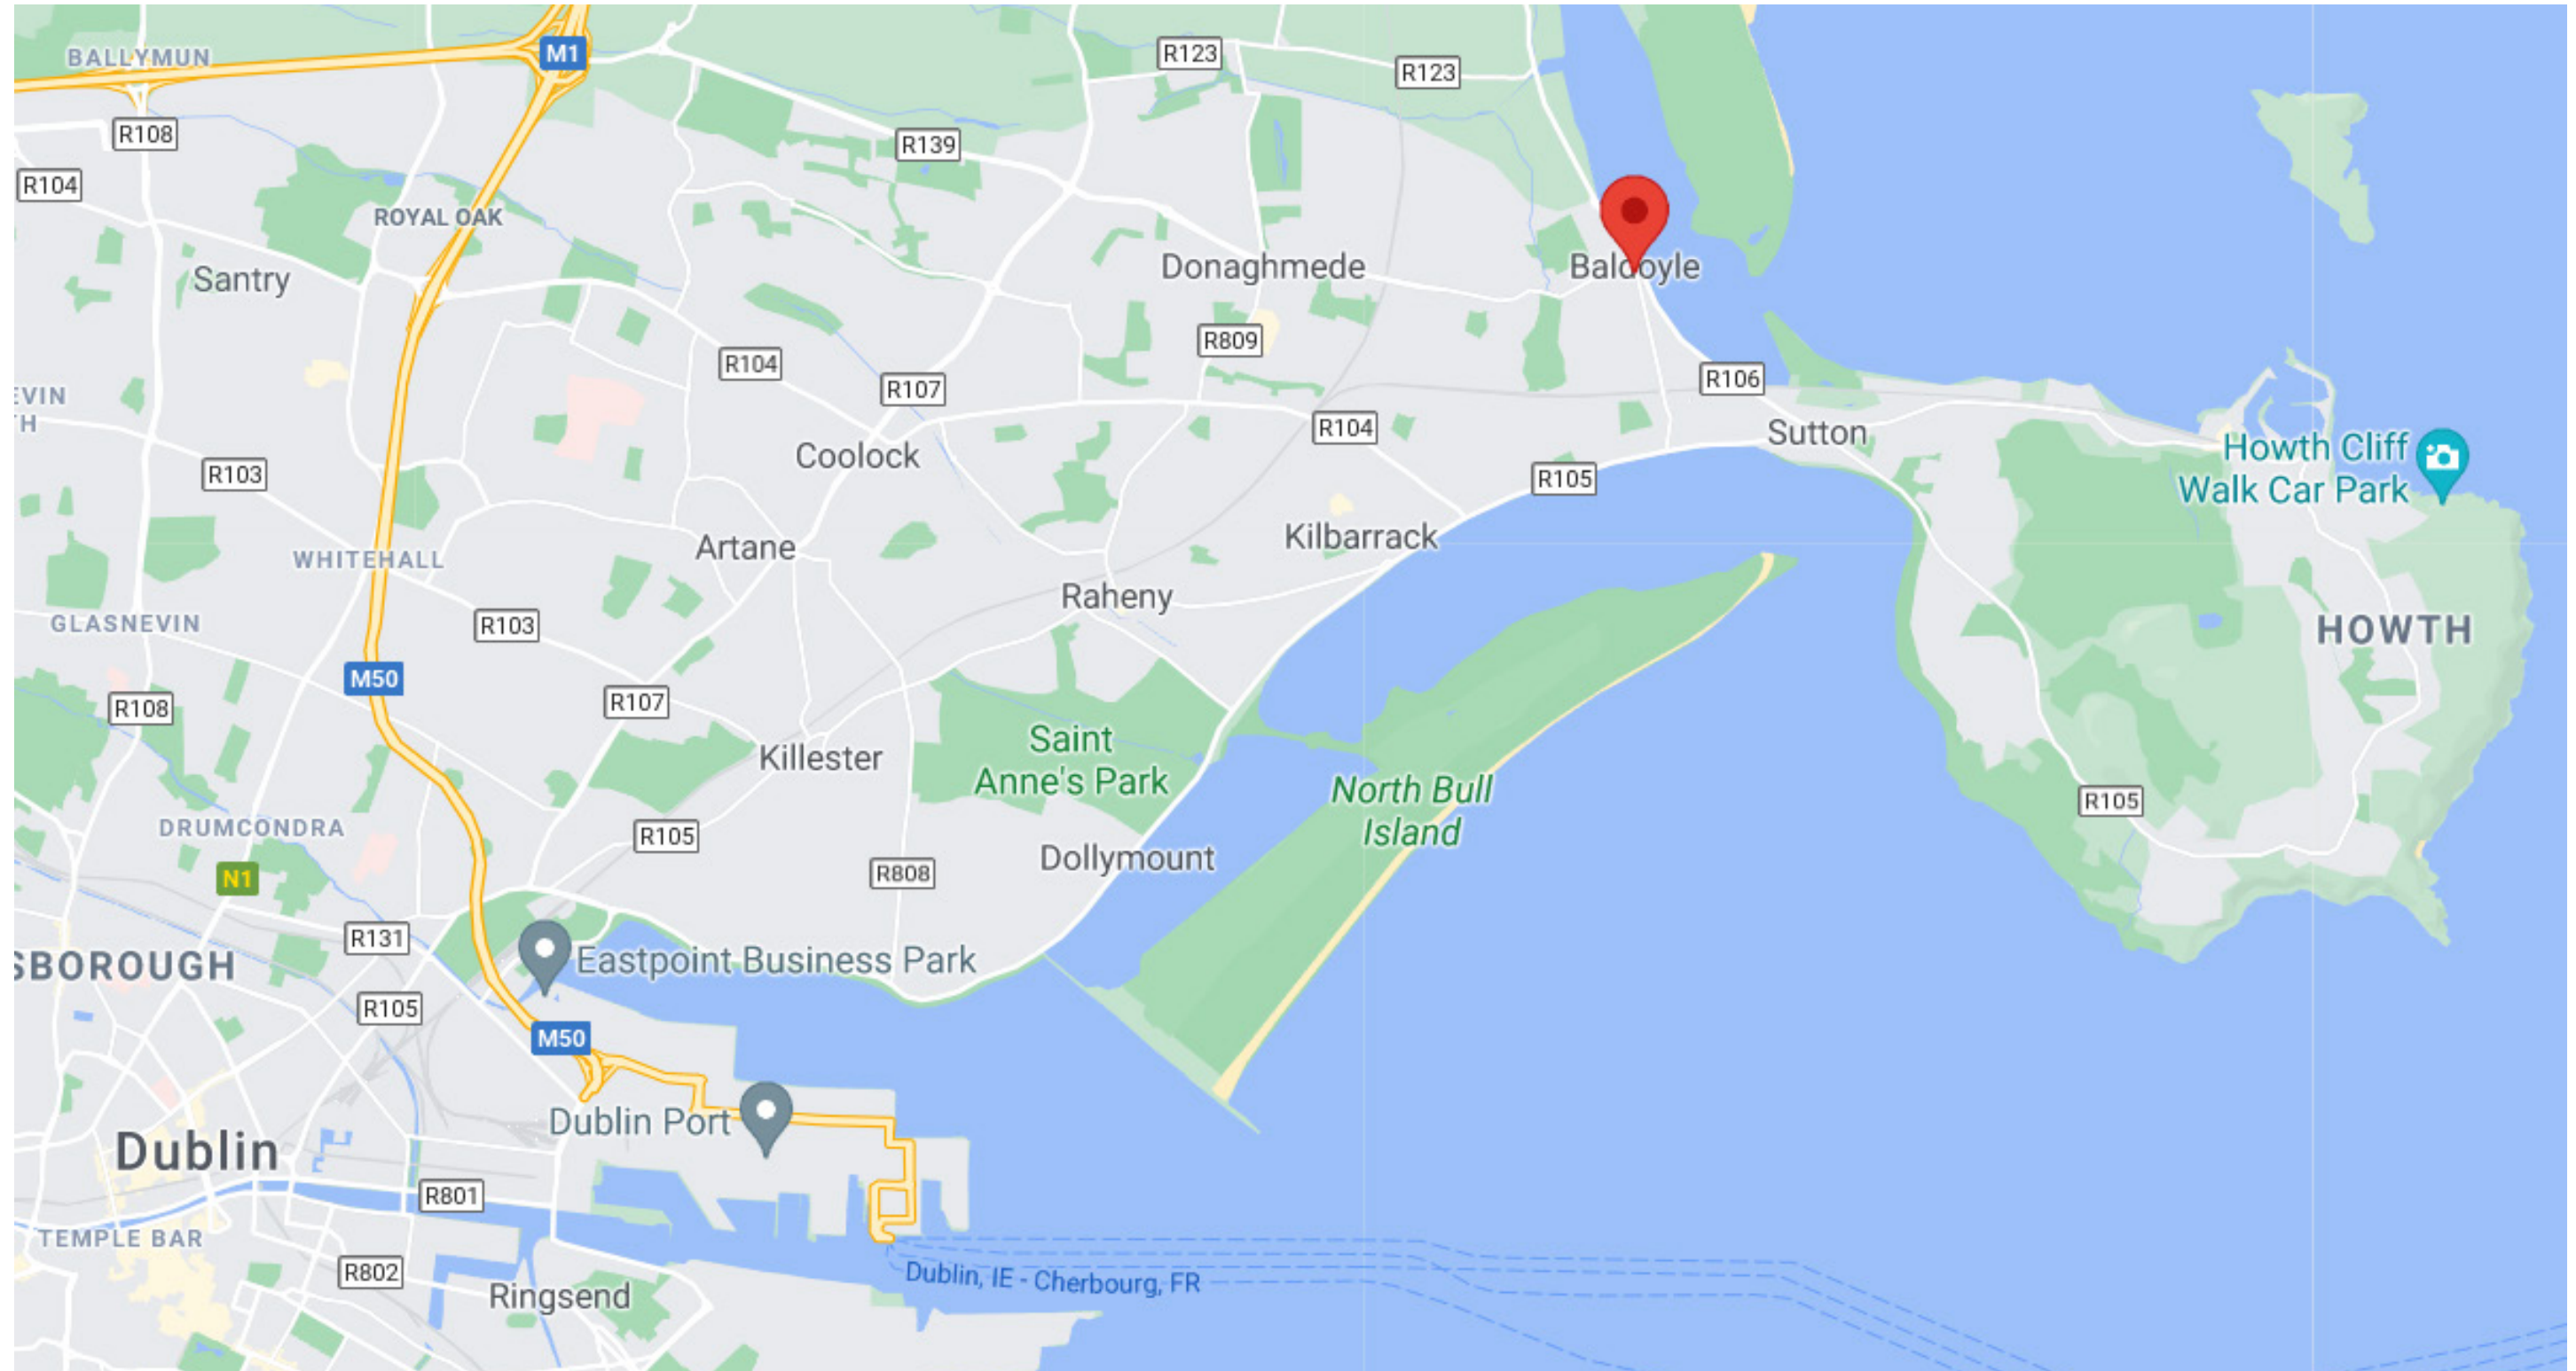 BALLYMUN
M1
R123
R123
R108
R139
R104
ROYAL OAK
Santry
Donaghmede
Baldoyle
R809
R104
R107
R106
EVIN
TH
R104
Sutton
Coolock
R103
R105
Howth Cliff
Walk Car Park
Kilbarrack
Artane
WHITEHALL
Raheny
GLASNEVIN
R103
HOWTH
M50
R107
R108
Saint
Anne's Park
Killester
North Bull
Island
R105
DRUMCONDRA
R105
Dollymount
R808
N1
R131
SBOROUGH
Eastpoint Business Park
R105
M50
Dublin Port
Dublin
R801
TEMPLE BAR
R802
Dublin, IE - Cherbourg, FR
Ringsend